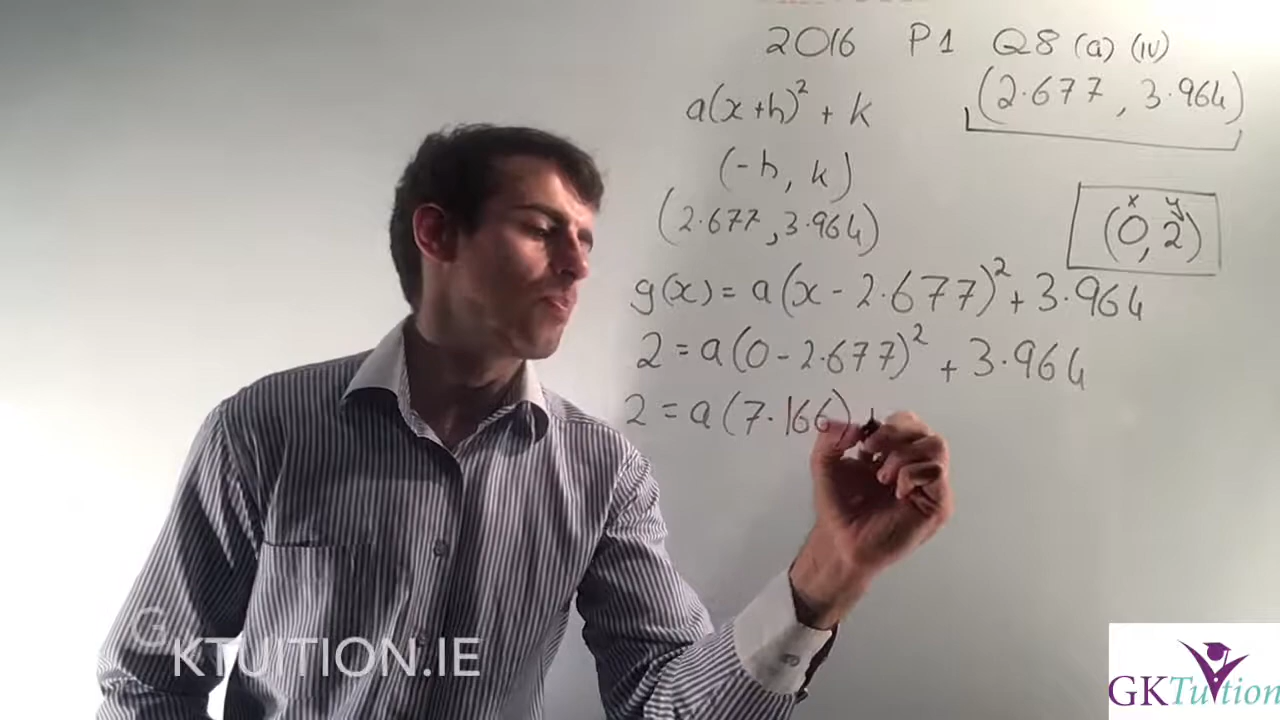 2016 P1 Q8 (a) (iv)
a(x+h)² + k
(2.677, 3.964)
(-h, k)
(2.677, 3.964)
x y
(0, 2)
g(x) = a(x - 2.677)² + 3.964
2 = a(0 - 2.677)² + 3.964
2 = a(7.166) +
KTUITION.IE
GKTuition